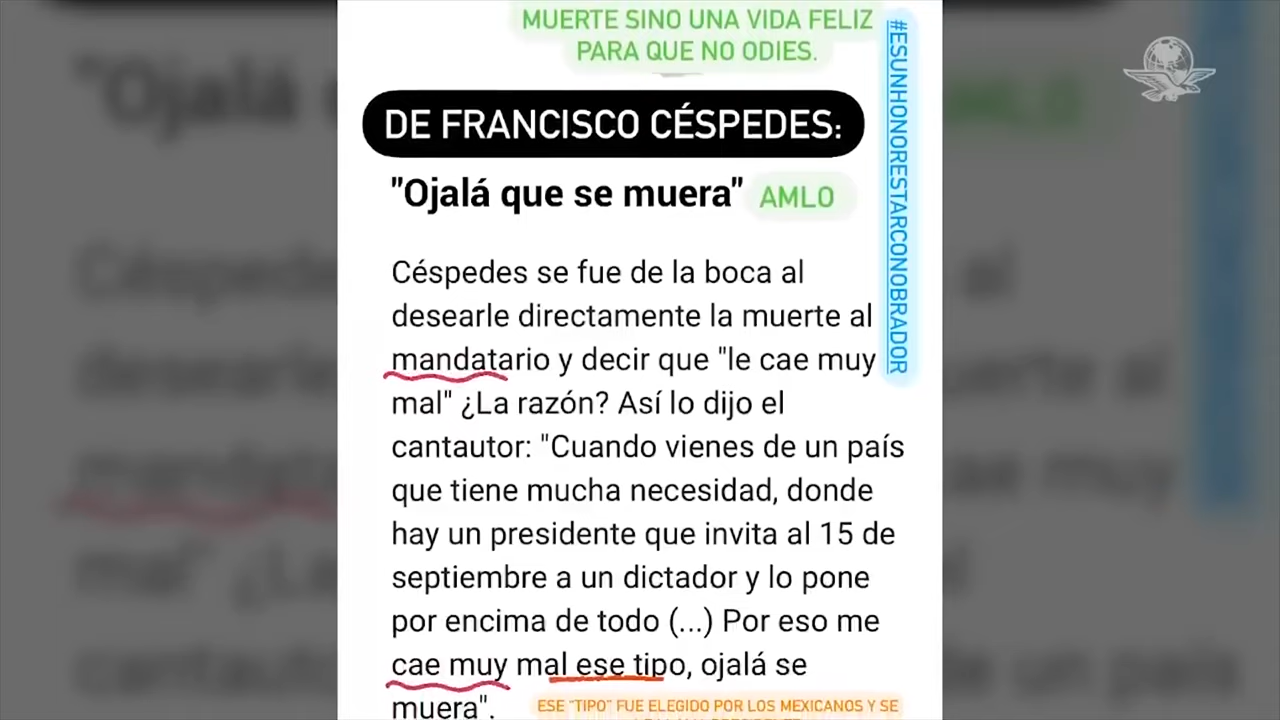 MUERTE SINO UNA VIDA FELIZ
PARA QUE NO ODIES.
#ESUNHONORESTARCONOBRADOR
DE FRANCISCO CÉSPEDES:
"Ojalá que se muera" AMLO
Céspedes se fue de la boca al
desearle directamente la muerte al
mandatario y decir que "le cae muy
mal" ¿La razón? Así lo dijo el
cantautor: "Cuando vienes de un país
que tiene mucha necesidad, donde
hay un presidente que invita al 15 de
septiembre a un dictador y lo pone
por encima de todo (...) Por eso me
cae muy mal ese tipo, ojalá se
muera".
ESE "TIPO" FUE ELEGIDO POR LOS MEXICANOS Y SE